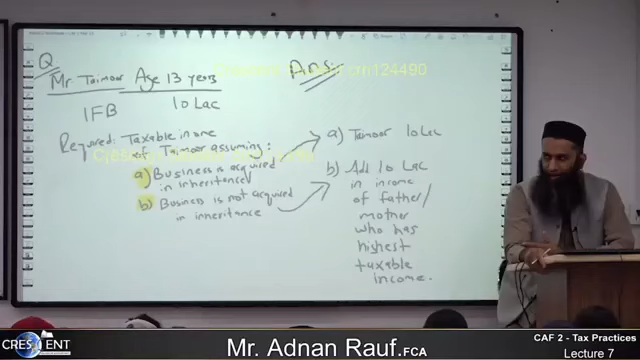 Q
Mr Taimoor Age 13 years
IFB 10 Lac
Required: Taxable income
of Taimoor assuming:
a) Business is acquired
in inheritance
b) Business is not acquired
in inheritance
a) Taimoor 10 Lac
b) Add 10 Lac
in income
of father/
mother
who has
highest
taxable
income.
CRESCENT
Mr. Adnan Rauf.FCA
CAF 2 - Tax Practices
Lecture 7